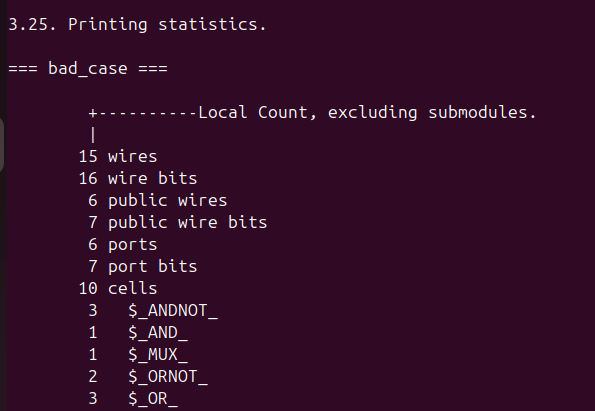 3.25. Printing statistics.
=== bad_case ===
+----------Local Count, excluding submodules.
|
15 wires
16 wire bits
6 public wires
7 public wire bits
6 ports
7 port bits
10 cells
3 $_ANDNOT_
1 $_AND_
1 $_MUX_
2 $_ORNOT_
3 $_OR_